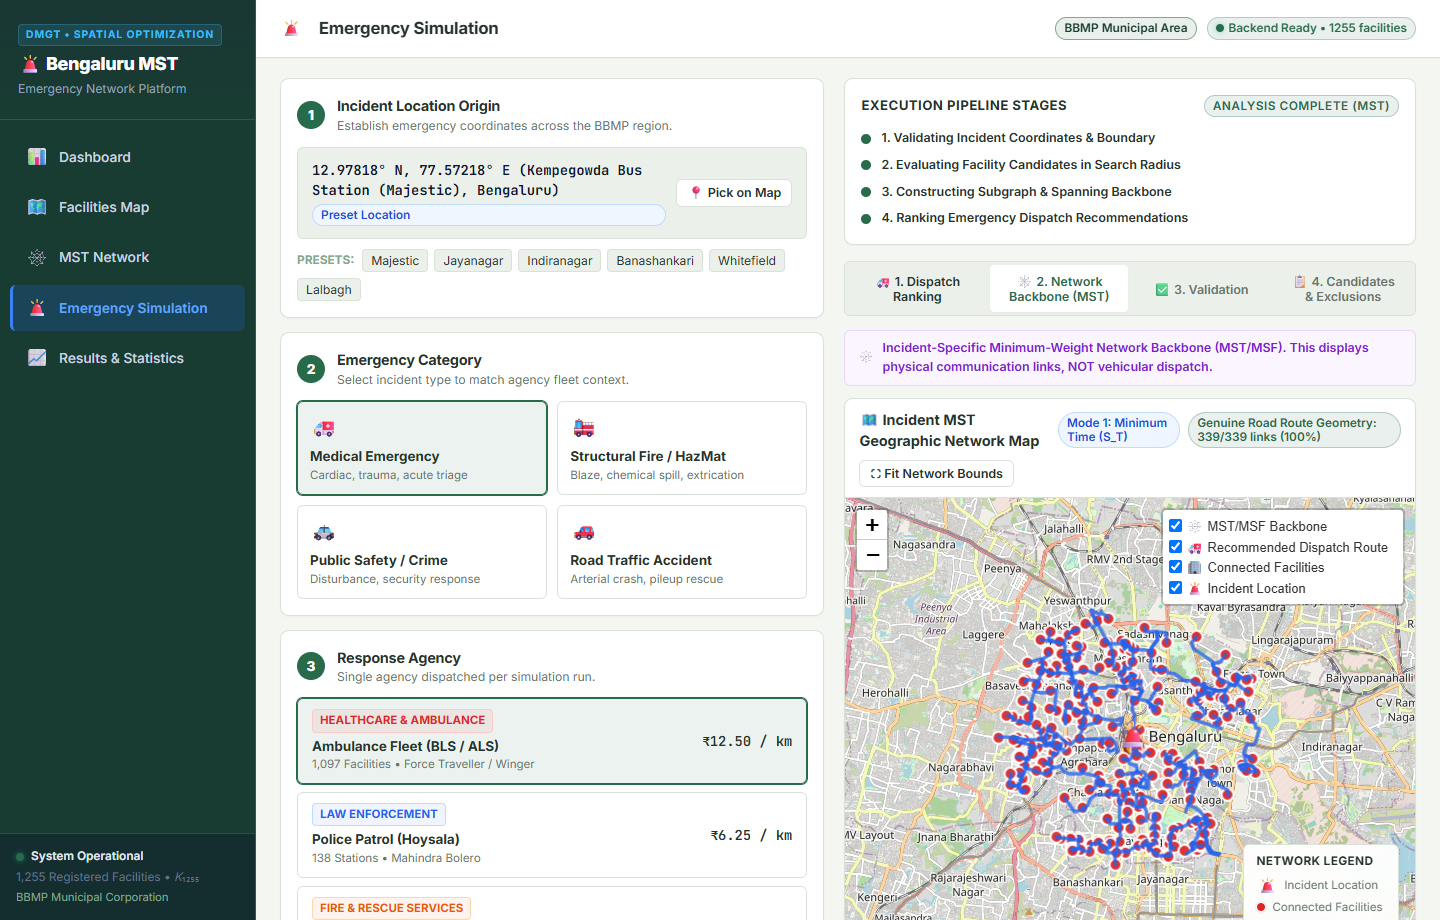 DMGT • SPATIAL OPTIMIZATION
Bengaluru MST
Emergency Network Platform
Dashboard
Facilities Map
MST Network
Emergency Simulation
Results & Statistics
System Operational
1,255 Registered Facilities • K₁₂₅₅
BBMP Municipal Corporation
Emergency Simulation
BBMP Municipal Area
Backend Ready • 1255 facilities
1
Incident Location Origin
Establish emergency coordinates across the BBMP region.
12.97818° N, 77.57218° E (Kempegowda Bus
Station (Majestic), Bengaluru)
Preset Location
Pick on Map
PRESETS:
Majestic
Jayanagar
Indiranagar
Banashankari
Whitefield
Lalbagh
2
Emergency Category
Select incident type to match agency fleet context.
Medical Emergency
Cardiac, trauma, acute triage
Structural Fire / HazMat
Blaze, chemical spill, extrication
Public Safety / Crime
Disturbance, security response
Road Traffic Accident
Arterial crash, pileup rescue
3
Response Agency
Single agency dispatched per simulation run.
HEALTHCARE & AMBULANCE
Ambulance Fleet (BLS / ALS)
1,097 Facilities • Force Traveller / Winger
₹12.50 / km
LAW ENFORCEMENT
Police Patrol (Hoysala)
138 Stations • Mahindra Bolero
₹6.25 / km
FIRE & RESCUE SERVICES
EXECUTION PIPELINE STAGES
ANALYSIS COMPLETE (MST)
1. Validating Incident Coordinates & Boundary
2. Evaluating Facility Candidates in Search Radius
3. Constructing Subgraph & Spanning Backbone
4. Ranking Emergency Dispatch Recommendations
1. Dispatch
Ranking
2. Network
Backbone (MST)
3. Validation
4. Candidates
& Exclusions
Incident-Specific Minimum-Weight Network Backbone (MST/MSF). This displays
physical communication links, NOT vehicular dispatch.
Incident MST
Geographic Network Map
Mode 1: Minimum
Time (S_T)
Genuine Road Route Geometry:
339/339 links (100%)
Fit Network Bounds
+
−
MST/MSF Backbone
Recommended Dispatch Route
Connected Facilities
Incident Location
Jalahalli
Nagasandra
RMV 2nd Stage
Peenya
Yeswanthpur
Kaval Byrasandra
Peenya
Industrial
Area
Laggere
Lingarajapuram
Baiyyappanahalli
Herohalli
Town
C V Ram
Naga
Bengaluru
Indiranagar
Agrahara
Nagarbhavi
Town
Nagar
MV Layout
Jnana Bharathi
Rajarajeshwari
Nagar
Banashankari
Jayanagar
Mailasandra
NETWORK LEGEND
Incident Location
Connected Facilities